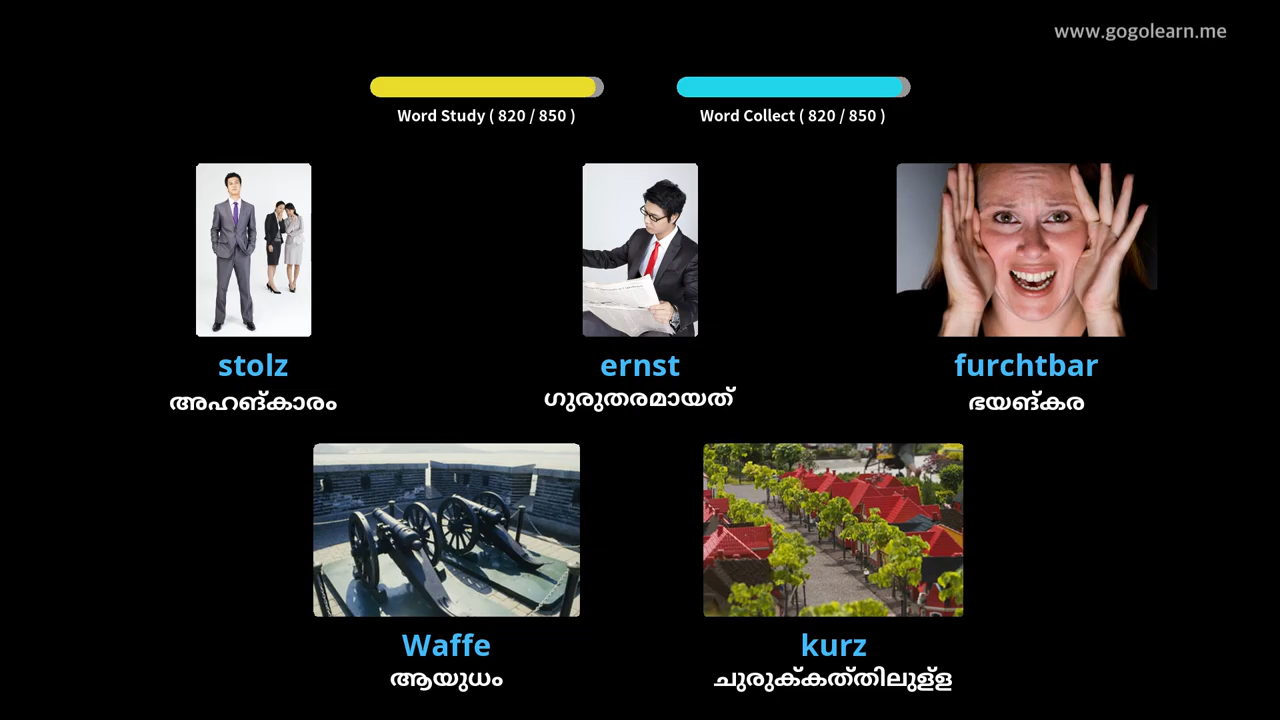 www.gogolearn.me
Word Study ( 820 / 850 )
Word Collect ( 820 / 850 )
stolz
അഹങ്കാരം
ernst
ഗുരുതരമായത്
furchtbar
ഭയങ്കര
Waffe
ആയുധം
kurz
ചുരുക്കത്തിലുള്ള